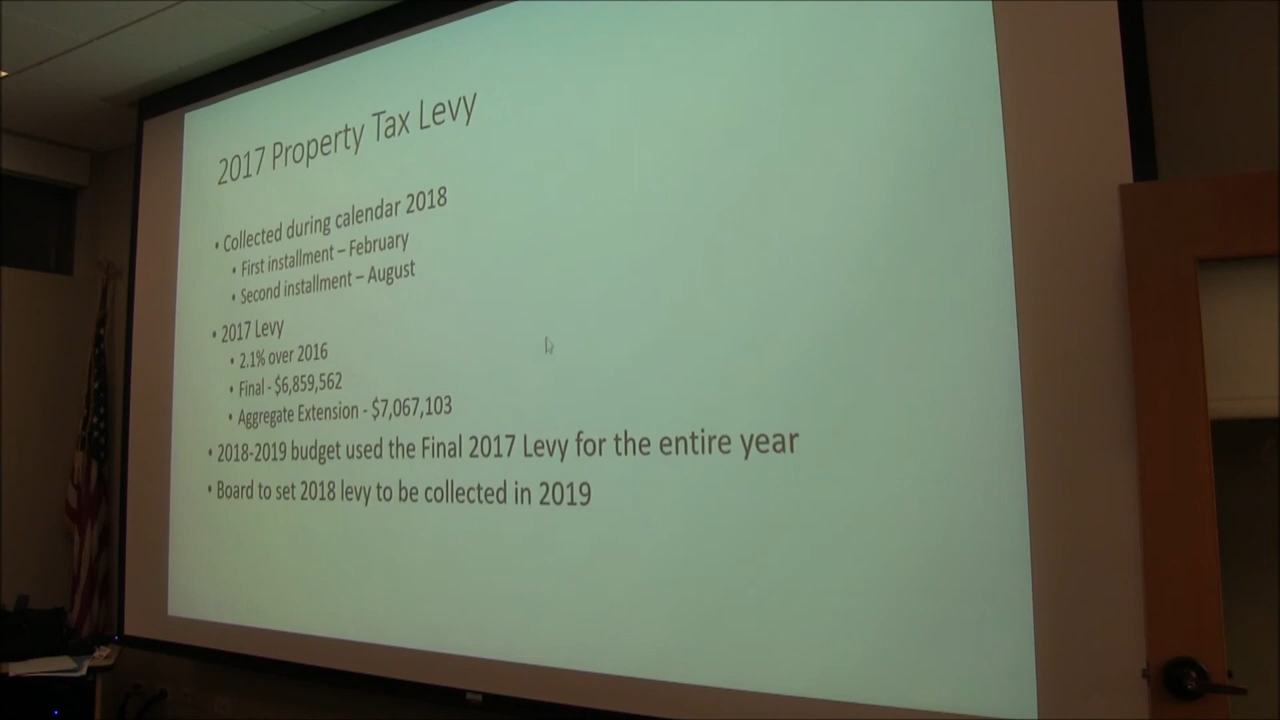 2017 Property Tax Levy
• Collected during calendar 2018
• First installment – February
• Second installment – August
• 2017 Levy
• 2.1% over 2016
• Final - $6,859,562
• Aggregate Extension - $7,067,103
• 2018-2019 budget used the Final 2017 Levy for the entire year
• Board to set 2018 levy to be collected in 2019